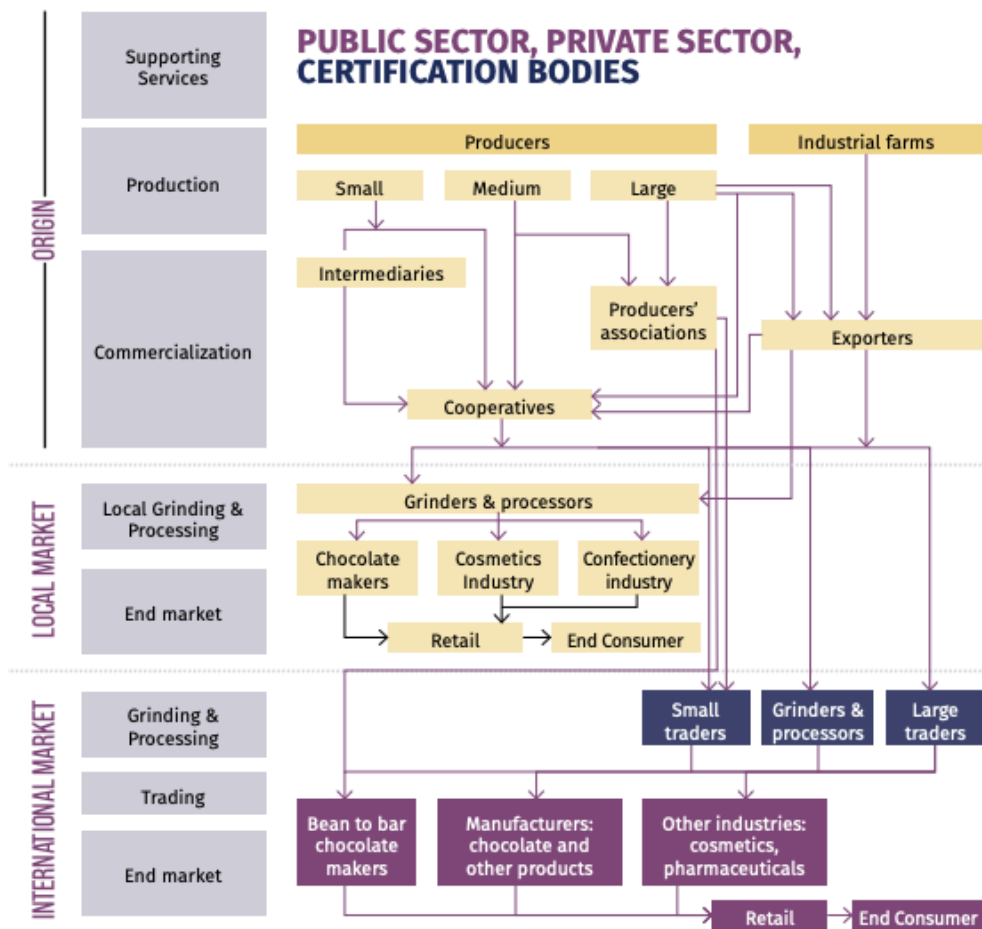 PUBLIC SECTOR, PRIVATE SECTOR,
CERTIFICATION BODIES
ORIGIN
Supporting
Services
Production
Commercialization
Producers
Industrial farms
Small
Medium
Large
Intermediaries
Producers’
associations
Exporters
Cooperatives
LOCAL MARKET
Local Grinding &
Processing
End market
Grinders & processors
Chocolate
makers
Cosmetics
Industry
Confectionery
industry
Retail
End Consumer
INTERNATIONAL MARKET
Grinding &
Processing
Trading
End market
Small
traders
Grinders &
processors
Large
traders
Bean to bar
chocolate
makers
Manufacturers:
chocolate and
other products
Other industries:
cosmetics,
pharmaceuticals
Retail
End Consumer